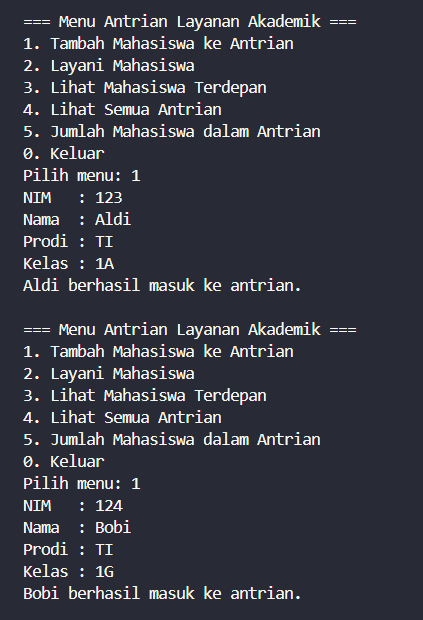 === Menu Antrian Layanan Akademik ===
1. Tambah Mahasiswa ke Antrian
2. Layani Mahasiswa
3. Lihat Mahasiswa Terdepan
4. Lihat Semua Antrian
5. Jumlah Mahasiswa dalam Antrian
0. Keluar
Pilih menu: 1
NIM   : 123
Nama  : Aldi
Prodi : TI
Kelas : 1A
Aldi berhasil masuk ke antrian.

=== Menu Antrian Layanan Akademik ===
1. Tambah Mahasiswa ke Antrian
2. Layani Mahasiswa
3. Lihat Mahasiswa Terdepan
4. Lihat Semua Antrian
5. Jumlah Mahasiswa dalam Antrian
0. Keluar
Pilih menu: 1
NIM   : 124
Nama  : Bobi
Prodi : TI
Kelas : 1G
Bobi berhasil masuk ke antrian.